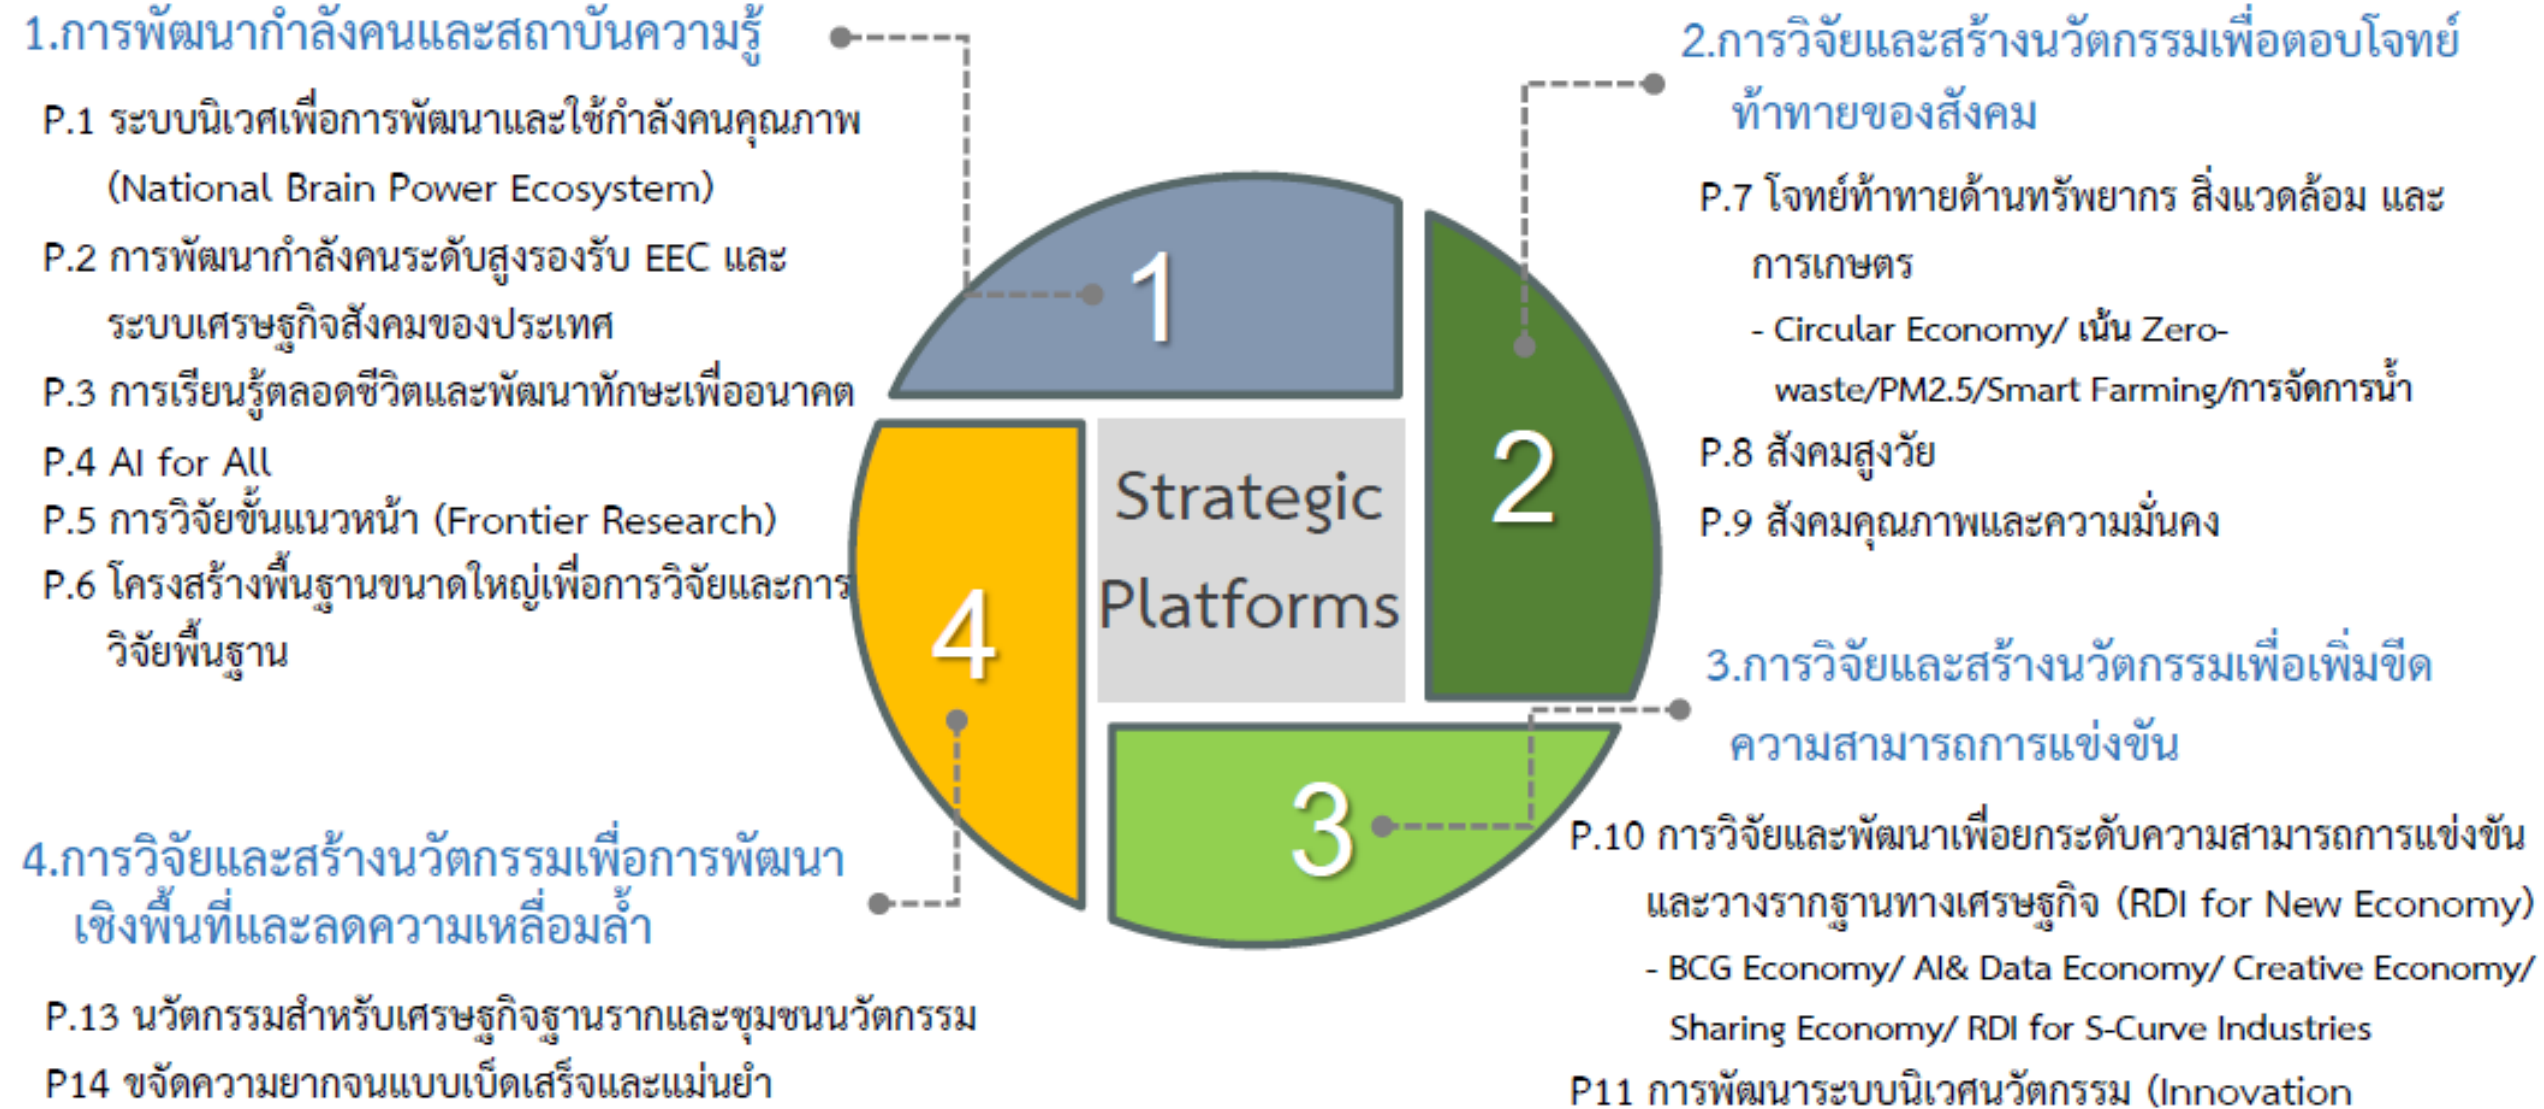 1.การพัฒนากำลังคนและสถาบันความรู้
P.1 ระบบนิเวศเพื่อการพัฒนาและใช้กำลังคนคุณภาพ
(National Brain Power Ecosystem)
P.2 การพัฒนากำลังคนระดับสูงรองรับ EEC และ
ระบบเศรษฐกิจสังคมของประเทศ
P.3 การเรียนรู้ตลอดชีวิตและพัฒนาทักษะเพื่ออนาคต
P.4 AI for All
P.5 การวิจัยขั้นแนวหน้า (Frontier Research)
P.6 โครงสร้างพื้นฐานขนาดใหญ่เพื่อการวิจัยและการ
วิจัยพื้นฐาน
2.การวิจัยและสร้างนวัตกรรมเพื่อตอบโจทย์
ท้าทายของสังคม
P.7 โจทย์ท้าทายด้านทรัพยากร สิ่งแวดล้อม และ
การเกษตร
- Circular Economy/ เน้น Zero-
waste/PM2.5/Smart Farming/การจัดการน้ำ
P.8 สังคมสูงวัย
P.9 สังคมคุณภาพและความมั่นคง
1
2
Strategic
Platforms
4
3
3.การวิจัยและสร้างนวัตกรรมเพื่อเพิ่มขีด
ความสามารถการแข่งขัน
P.10 การวิจัยและพัฒนาเพื่อยกระดับความสามารถการแข่งขัน
และวางรากฐานทางเศรษฐกิจ (RDI for New Economy)
- BCG Economy/ AI& Data Economy/ Creative Economy/
Sharing Economy/ RDI for S-Curve Industries
P11 การพัฒนาระบบนิเวศนวัตกรรม (Innovation
4.การวิจัยและสร้างนวัตกรรมเพื่อการพัฒนา
เชิงพื้นที่และลดความเหลื่อมล้ำ
P.13 นวัตกรรมสำหรับเศรษฐกิจฐานรากและชุมชนนวัตกรรม
P14 ขจัดความยากจนแบบเบ็ดเสร็จและแม่นยำ